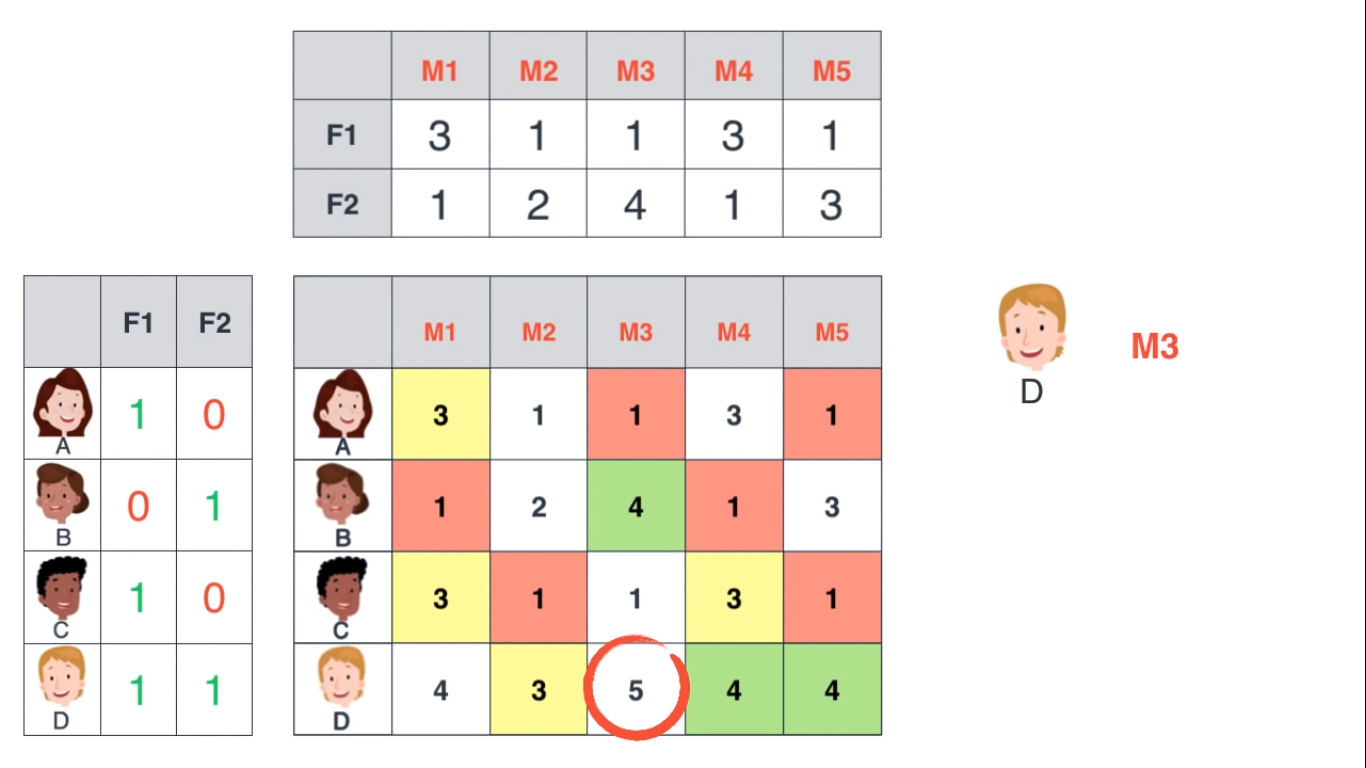 M1 M2 M3 M4 M5
F1 3 1 1 3 1
F2 1 2 4 1 3
F1 F2
A 1 0
B 0 1
C 1 0
D 1 1
M1 M2 M3 M4 M5
A 3 1 1 3 1
B 1 2 4 1 3
C 3 1 1 3 1
D 4 3 5 4 4
M3
D